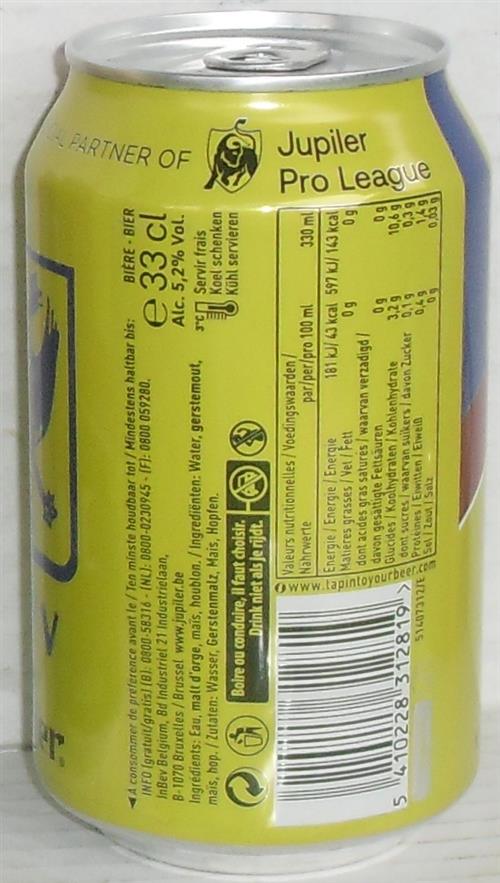 PARTNER OF
Jupiler
Pro League
BIÈRE - BIER
e 33 cl
Alc. 5,2% Vol.
3°C
Servir frais
Koel schenken
Kühl servieren
A consommer de préférence avant le / Ten minste houdbaar tot / Mindestens haltbar bis:
INFO (gratuit/gratis) (B): 0800-58316 - (NL): 0800-0230945 - (F): 0800 059280.
InBev Belgium, Bd Industriel 21 Industrielaan,
B-1070 Bruxelles / Brussel www.jupiler.be
Ingrédients: Eau, malt d'orge, maïs, houblon. / Ingrediënten: Water, gerstemout,
maïs, hop. / Zutaten: Wasser, Gerstenmalz, Mais, Hopfen.
Boire ou conduire, il faut choisir.
Drink niet als je rijdt.
Valeurs nutritionnelles / Voedingswaarden /
Nährwerte par/per/pro 100 ml 330 ml
Energie / Energie / Energie 181 kJ/ 43 kcal 597 kJ/ 143 kcal
Matières grasses / Vet / Fett 0 g 0 g
dont acides gras saturés / waarvan verzadigd /
davon gesättigte Fettsäuren 0 g 0 g
Glucides / Koolhydraten / Kohlenhydrate 3,2 g 10,6 g
dont sucres / waarvan suikers / davon Zucker 0,1 g 0,3 g
Protéines / Eiwitten / Eiweiß 0,4 g 1,4 g
Sel / Zout / Salz 0 g 0,03 g
www.tapintoyourbeer.com
5 410228 312819 >
51407312/E